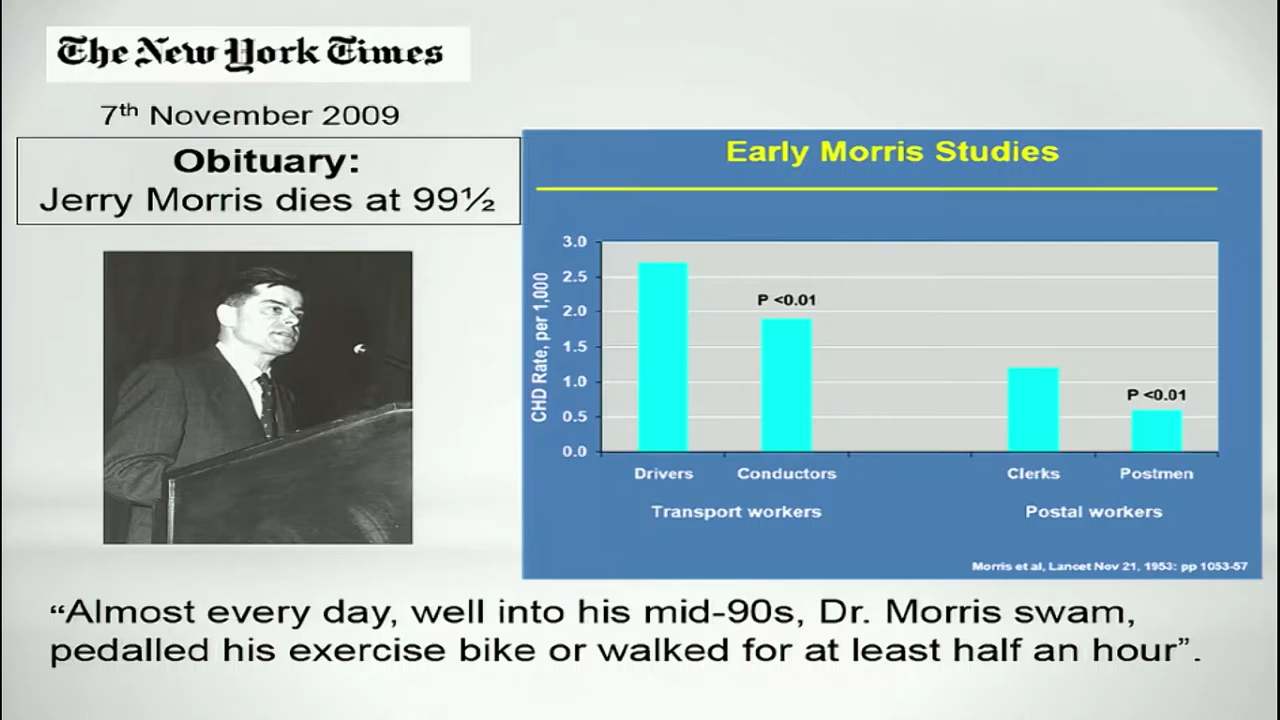 The New York Times
7th November 2009
Obituary:
Jerry Morris dies at 99½
Early Morris Studies
CHD Rate, per 1,000
3.0
2.5
2.0
1.5
1.0
0.5
0.0
P <0.01
P <0.01
Drivers Conductors Clerks Postmen
Transport workers Postal workers
Morris et al, Lancet Nov 21, 1953: pp 1053-57
“Almost every day, well into his mid-90s, Dr. Morris swam,
pedalled his exercise bike or walked for at least half an hour”.